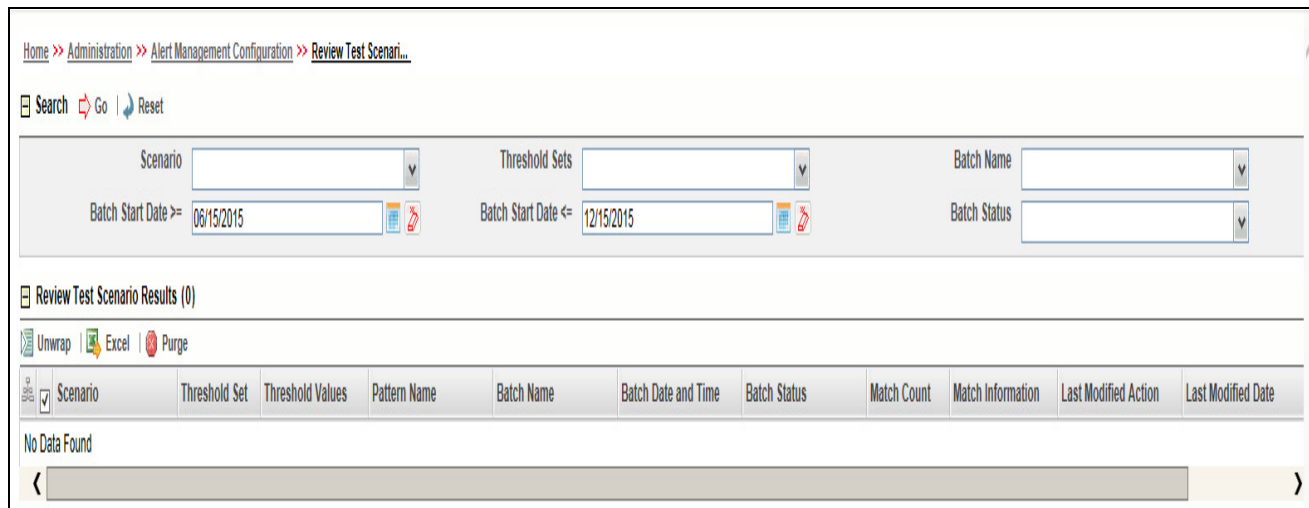 Home >> Administration >> Alert Management Configuration >> Review Test Scenari...
Search Go | Reset
Scenario Threshold Sets Batch Name
Batch Start Date >= 06/15/2015 Batch Start Date <= 12/15/2015 Batch Status
Review Test Scenario Results (0)
Unwrap | Excel | Purge
Scenario Threshold Set Threshold Values Pattern Name Batch Name Batch Date and Time Batch Status Match Count Match Information Last Modified Action Last Modified Date
No Data Found